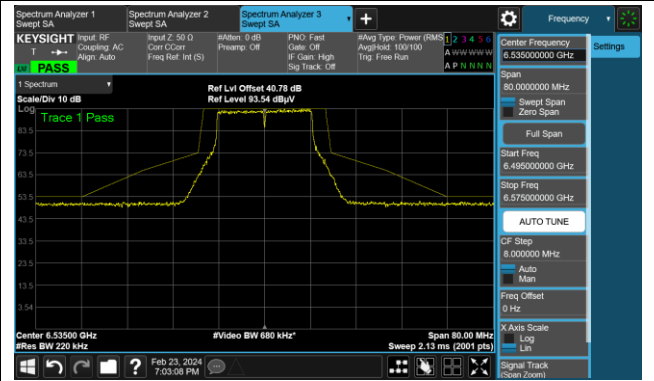 Spectrum Analyzer 1
Swept SA
Spectrum Analyzer 2
Swept SA
Spectrum Analyzer 3
Swept SA
Frequency
KEYSIGHT
Input: RF
Coupling: AC
Align: Auto
Input Z: 50 Ω
Corr CCorr
Freq Ref: Int (S)
#Atten: 0 dB
Preamp: Off
PNO: Fast
Gate: Off
IF Gain: High
Sig Track: Off
#Avg Type: Power (RMS
Avg|Hold: 100/100
Trig: Free Run
1 2 3 4 5 6
A W W W W W
A P N N N N
T
LXI
PASS
1 Spectrum
Scale/Div 10 dB
Ref Lvl Offset 40.78 dB
Ref Level 93.54 dBµV
Log
Trace 1 Pass
83.5
73.5
63.5
53.5
43.5
33.5
23.5
13.5
3.54
Center 6.53500 GHz
#Res BW 220 kHz
#Video BW 680 kHz*
Span 80.00 MHz
Sweep 2.13 ms (2001 pts)
Center Frequency
6.535000000 GHz
Settings
Span
80.0000000 MHz
Swept Span
Zero Span
Full Span
Start Freq
6.495000000 GHz
Stop Freq
6.575000000 GHz
AUTO TUNE
CF Step
8.000000 MHz
Auto
Man
Freq Offset
0 Hz
X Axis Scale
Log
Lin
Signal Track
(Span Zoom)
?
Feb 23, 2024
7:03:08 PM